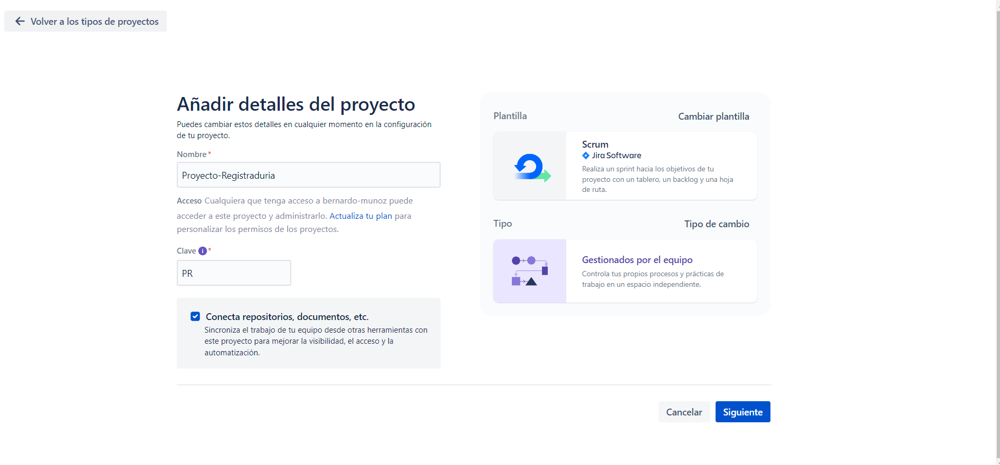 Volver a los tipos de proyectos
Añadir detalles del proyecto
Puedes cambiar estos detalles en cualquier momento en la configuración
de tu proyecto.
Nombre*
Proyecto-Registraduria
Acceso Cualquiera que tenga acceso a bernardo-munoz puede
acceder a este proyecto y administrarlo. Actualiza tu plan para
personalizar los permisos de los proyectos.
Clave i*
PR
Conecta repositorios, documentos, etc.
Sincroniza el trabajo de tu equipo desde otras herramientas con
este proyecto para mejorar la visibilidad, el acceso y la
automatización.
Plantilla
Cambiar plantilla
Scrum
Jira Software
Realiza un sprint hacia los objetivos de tu
proyecto con un tablero, un backlog y una hoja
de ruta.
Tipo
Tipo de cambio
Gestionados por el equipo
Controla tus propios procesos y prácticas de
trabajo en un espacio independiente.
Cancelar
Siguiente